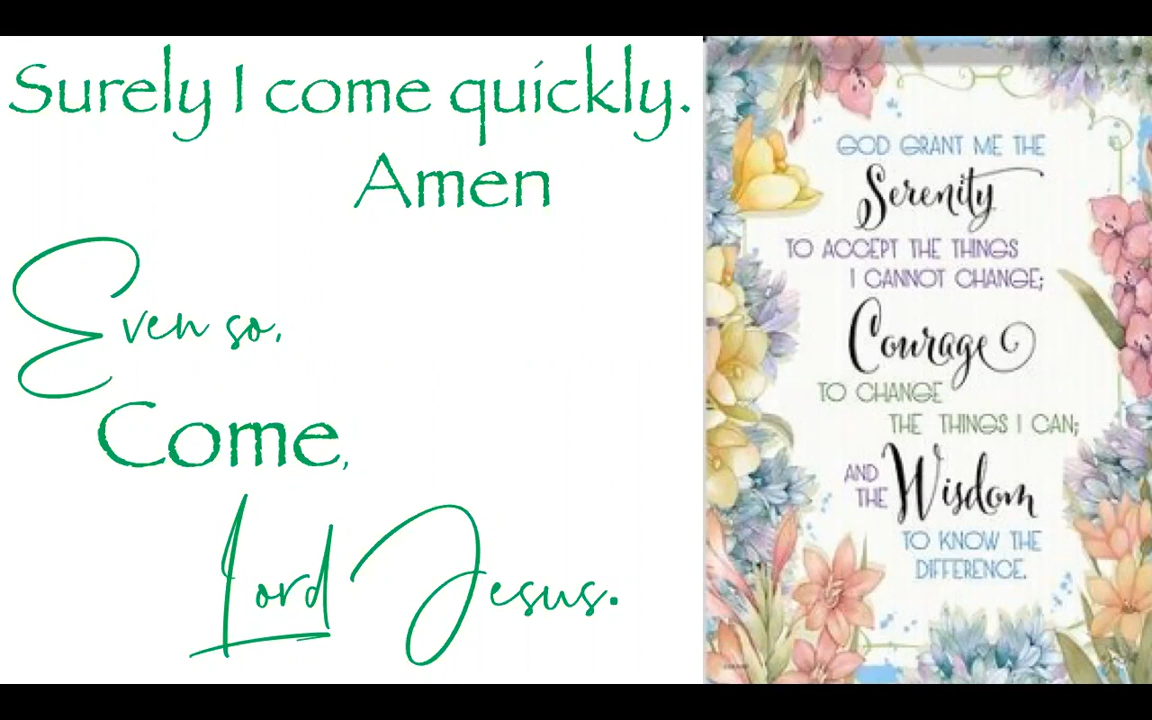 Surely I come quickly.
Amen
Even so,
Come,
Lord Jesus.
GOD GRANT ME THE
Serenity
TO ACCEPT THE THINGS
I CANNOT CHANGE;
Courage
TO CHANGE
THE THINGS I CAN;
AND
THE Wisdom
TO KNOW THE
DIFFERENCE.